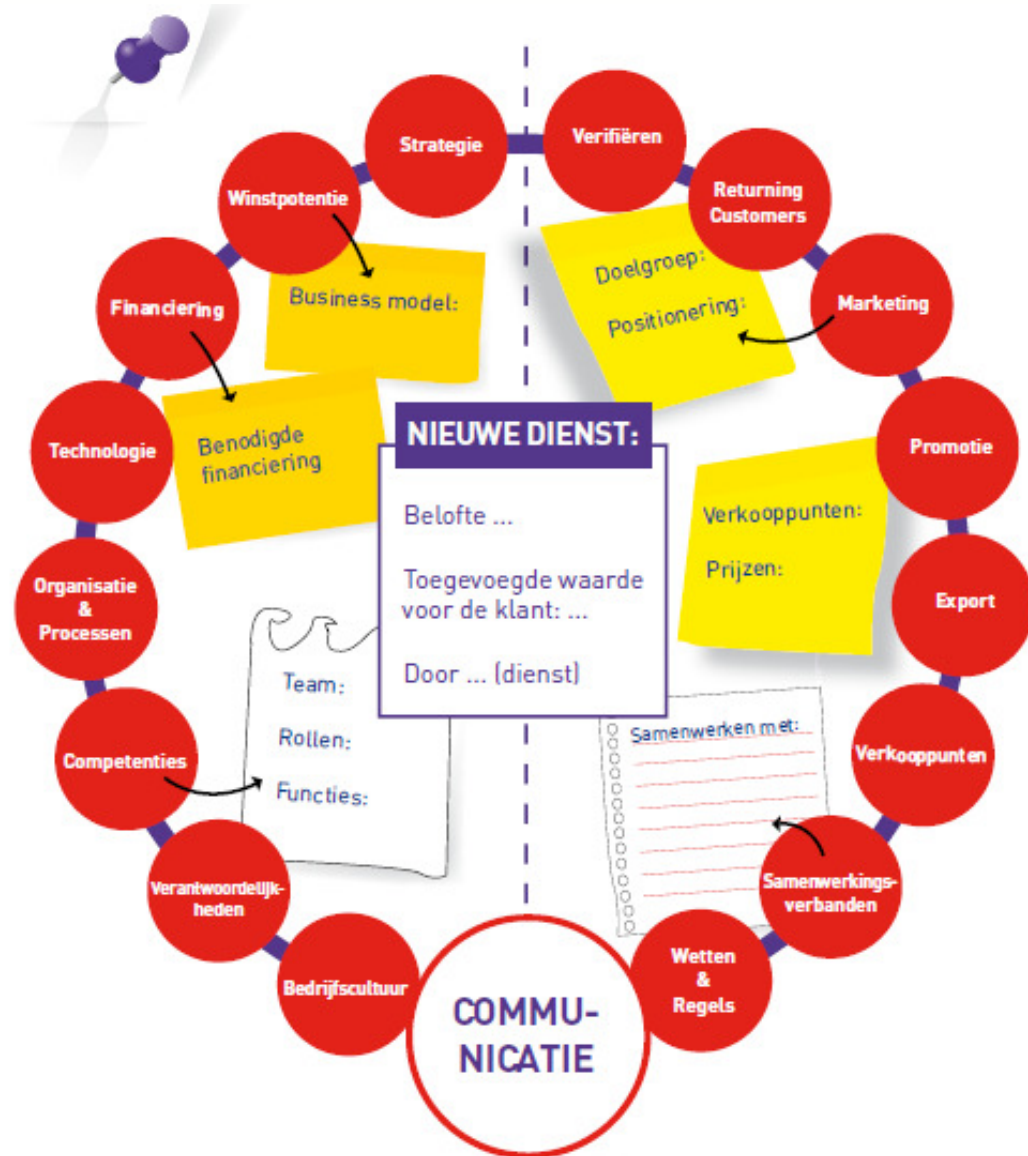 Strategie
Verifiëren
Winstpotentie
Returning
Customers
Financiering
Business model:
Doelgroep:
Positionering:
Marketing
Technologie
Benodigde
financiering
NIEUWE DIENST:
Belofte ...
Toegevoegde waarde
voor de klant: ...
Door ... (dienst)
Promotie
Verkooppunten:
Prijzen:
Organisatie
&
Processen
Export
Team:
Rollen:
Functies:
Samenwerken met:
Competenties
Verkooppunten
Verantwoordelijk-
heden
Samenwerkings-
verbanden
Bedrijfscultuur
COMMU-
NICATIE
Wetten
&
Regels